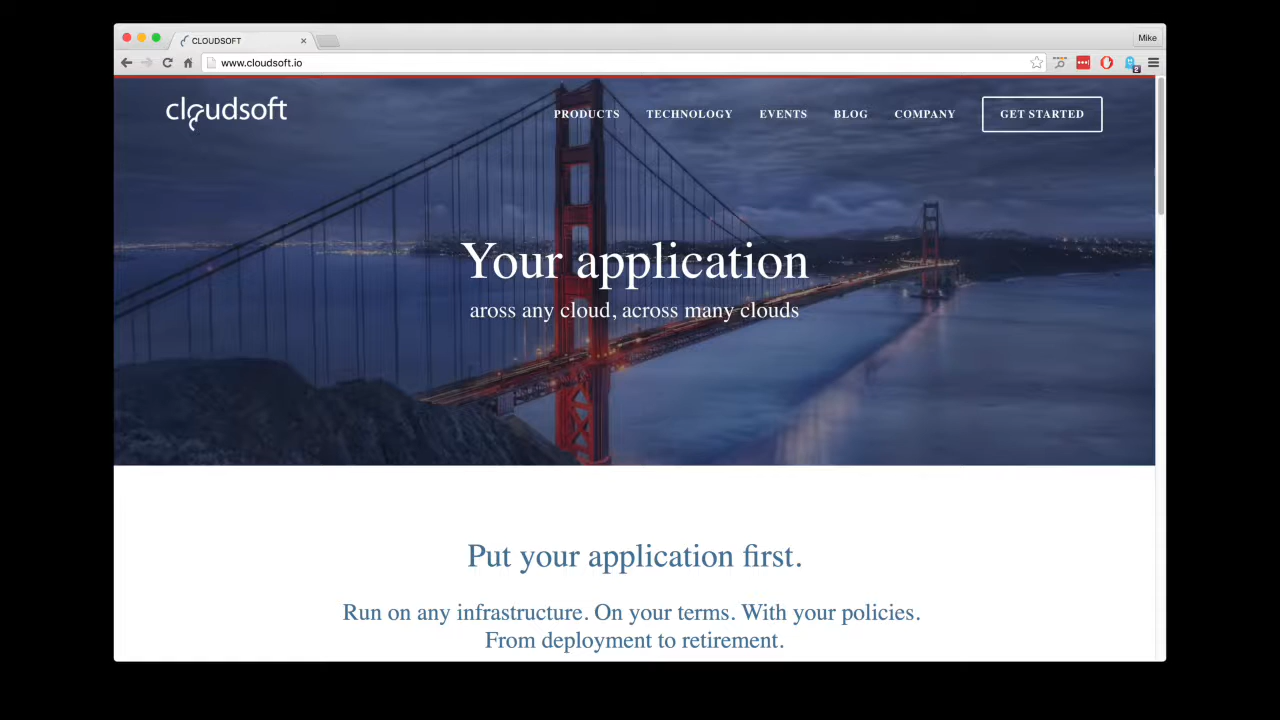 CLOUDSOFT
Mike
www.cloudsoft.io
cloudsoft
PRODUCTS TECHNOLOGY EVENTS BLOG COMPANY GET STARTED
Your application
aross any cloud, across many clouds
Put your application first.
Run on any infrastructure. On your terms. With your policies.
From deployment to retirement.